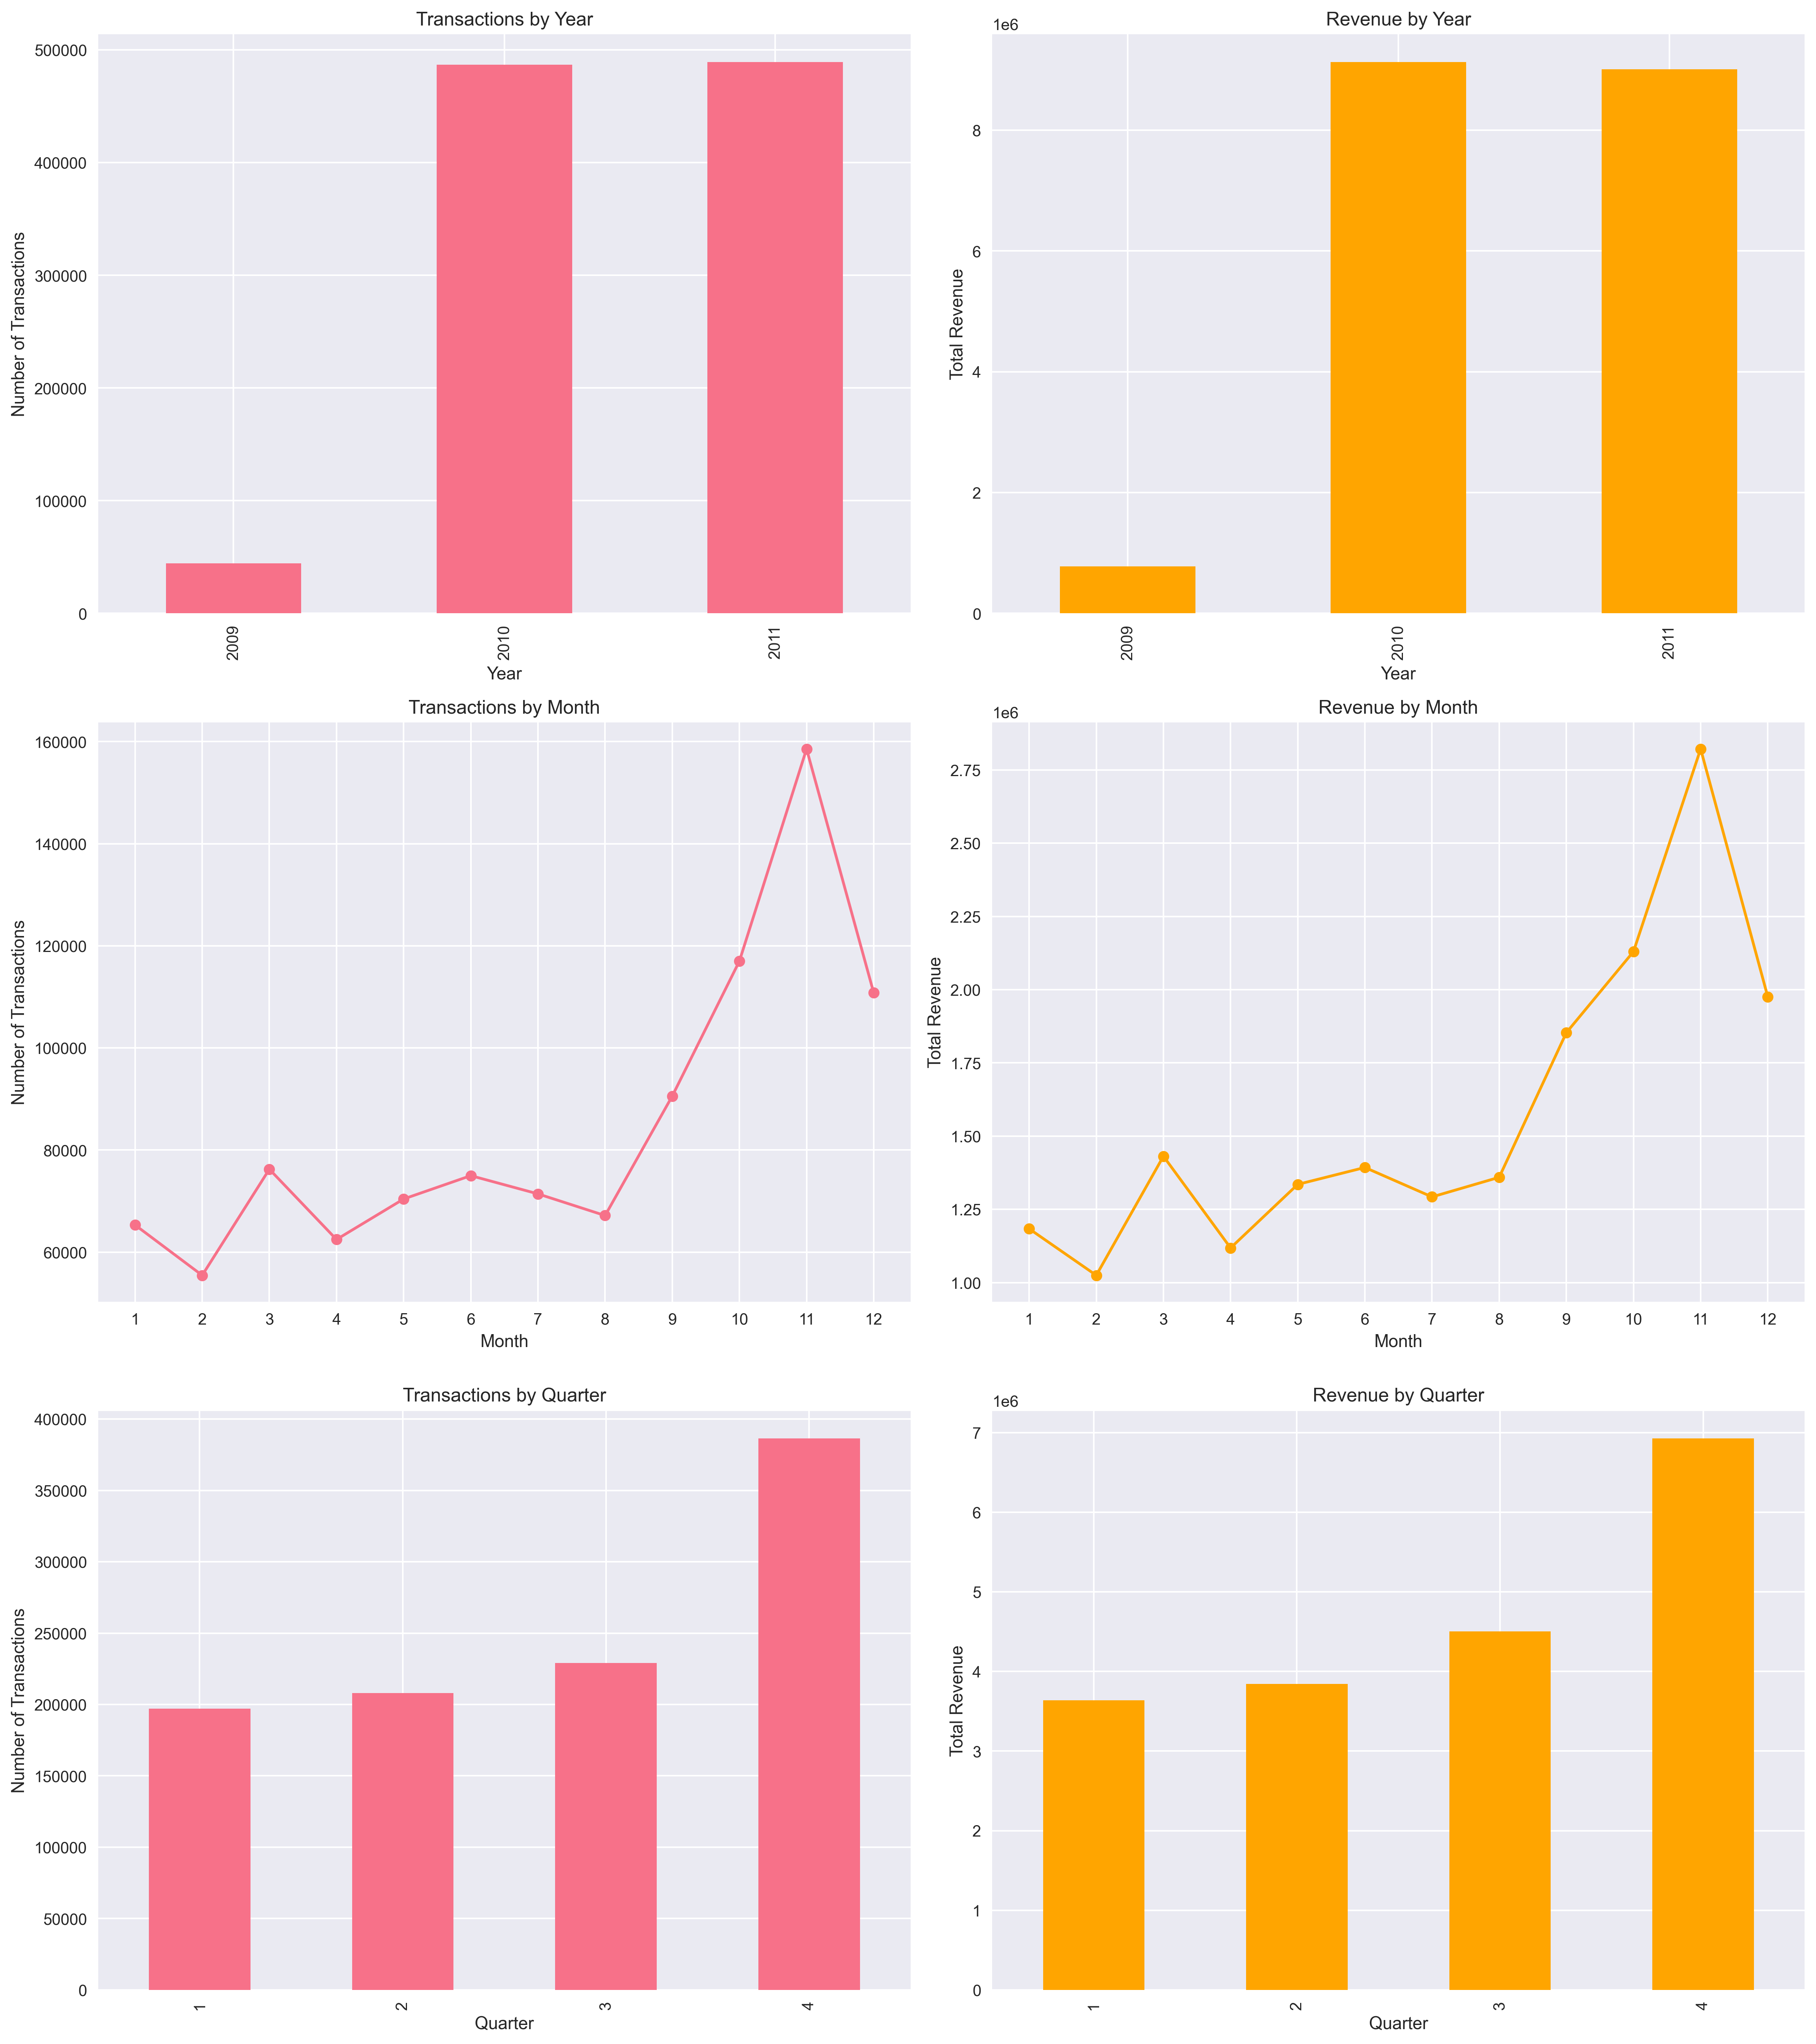 Transactions by Year
Number of Transactions
500000
400000
300000
200000
100000
0
2009
2010
2011
Year
Revenue by Year
1e6
Total Revenue
8
6
4
2
0
2009
2010
2011
Year
Transactions by Month
Number of Transactions
160000
140000
120000
100000
80000
60000
1 2 3 4 5 6 7 8 9 10 11 12
Month
Revenue by Month
1e6
Total Revenue
2.75
2.50
2.25
2.00
1.75
1.50
1.25
1.00
1 2 3 4 5 6 7 8 9 10 11 12
Month
Transactions by Quarter
Number of Transactions
400000
350000
300000
250000
200000
150000
100000
50000
0
1
2
3
4
Quarter
Revenue by Quarter
1e6
Total Revenue
7
6
5
4
3
2
1
0
1
2
3
4
Quarter